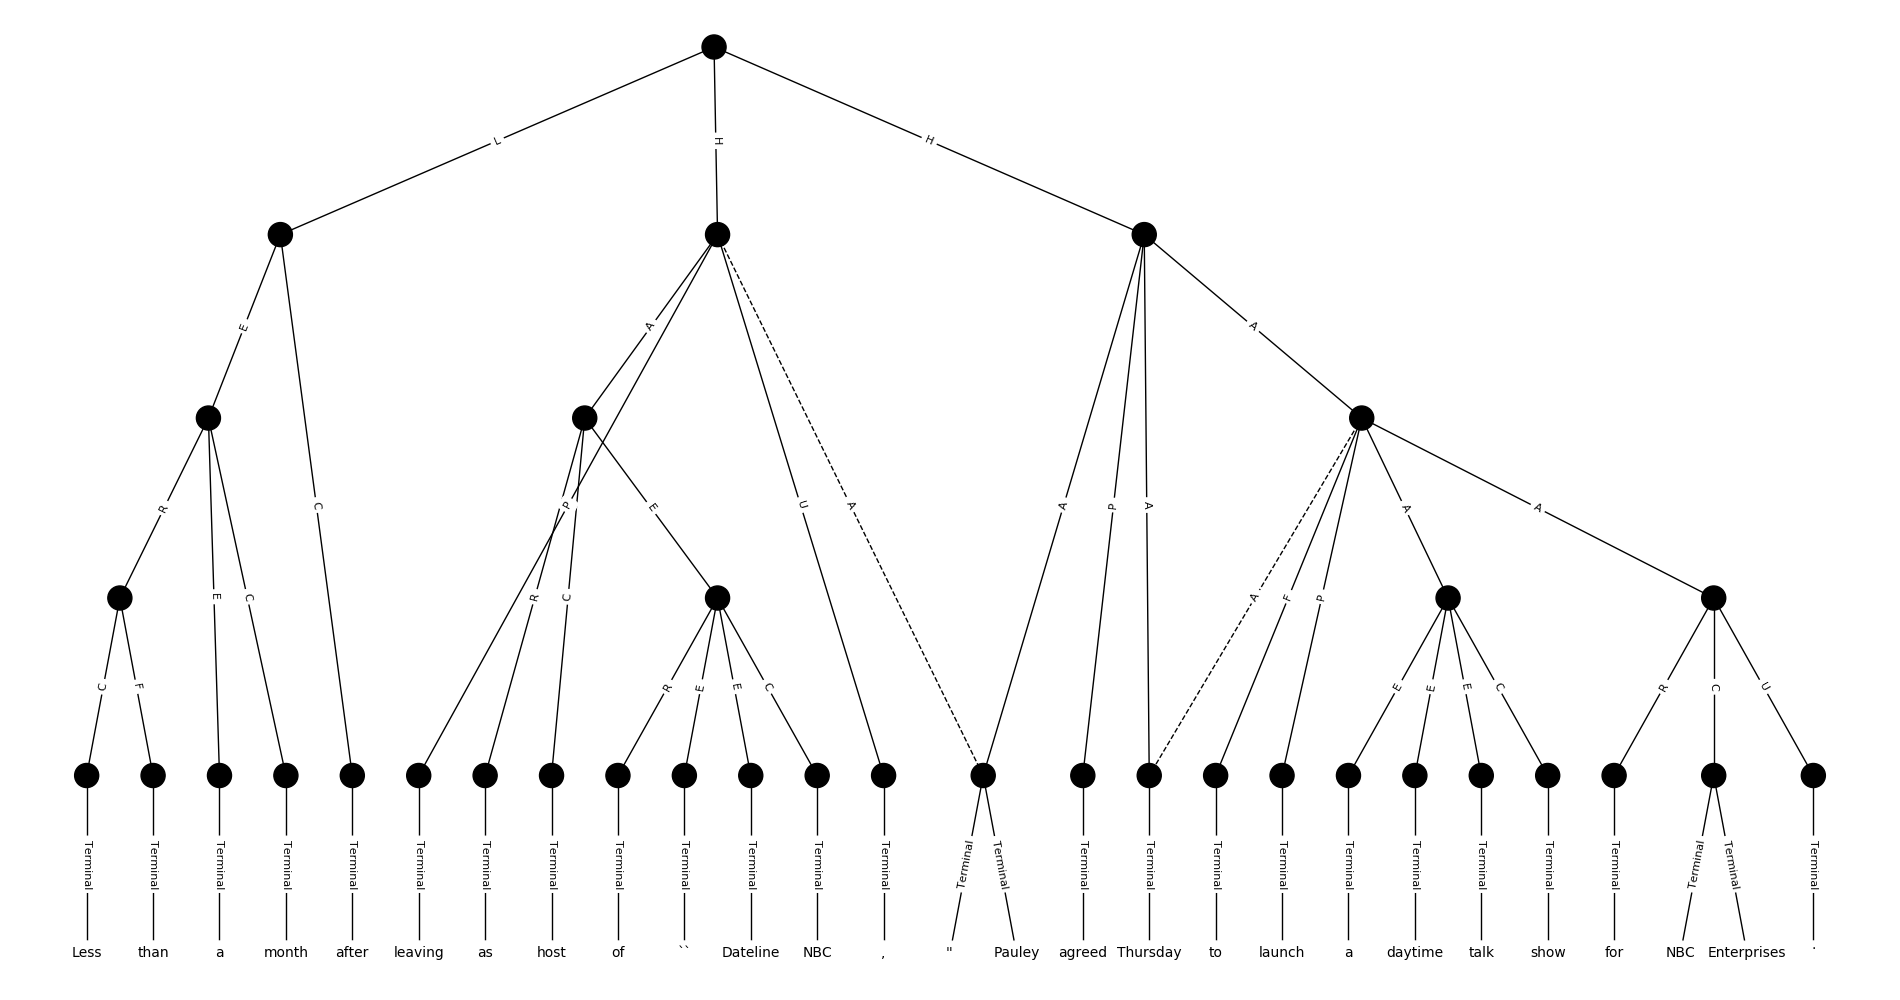 L H H
E A A
R P E U A A P A A A
R E C C R C A F P
C F R E E C E E E C R C U
Terminal Terminal Terminal Terminal Terminal Terminal Terminal Terminal Terminal Terminal Terminal Terminal Terminal Terminal Terminal Terminal Terminal Terminal Terminal Terminal Terminal Terminal Terminal Terminal Terminal Terminal Terminal
Less than a month after leaving as host of `` Dateline NBC , " Pauley agreed Thursday to launch a daytime talk show for NBC Enterprises .